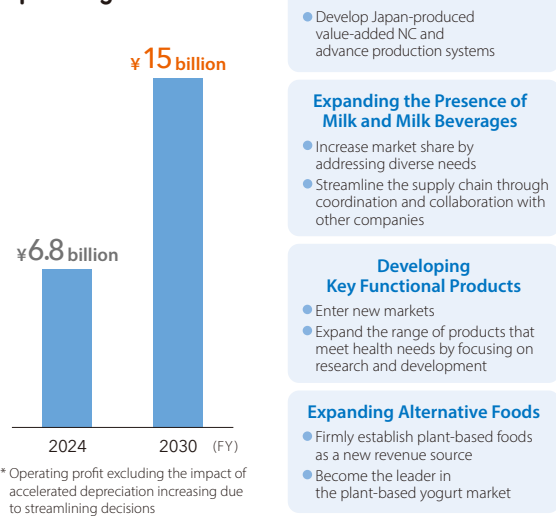 ¥15 billion
¥6.8 billion
2024
2030 (FY)
* Operating profit excluding the impact of
accelerated depreciation increasing due
to streamlining decisions
● Develop Japan-produced
value-added NC and
advance production systems
Expanding the Presence of
Milk and Milk Beverages
● Increase market share by
addressing diverse needs
● Streamline the supply chain through
coordination and collaboration with
other companies
Developing
Key Functional Products
● Enter new markets
● Expand the range of products that
meet health needs by focusing on
research and development
Expanding Alternative Foods
● Firmly establish plant-based foods
as a new revenue source
● Become the leader in
the plant-based yogurt market